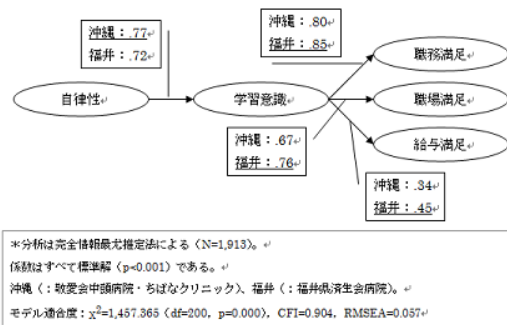 沖縄：.77
福井：.72
沖縄：.80
福井：.85
職務満足
自律性
学習意識
職場満足
沖縄：.67
福井：.76
給与満足
沖縄：.34
福井：.45
＊分析は完全情報最尤推定法による（N=1,913）。
係数はすべて標準解（p<0.001）である。
沖縄（：敬愛会中頭病院・ちばなクリニック）、福井（：福井県済生会病院）。
モデル適合度：χ²=1,457.365（df=200，p=0.000），CFI=0.904，RMSEA=0.057